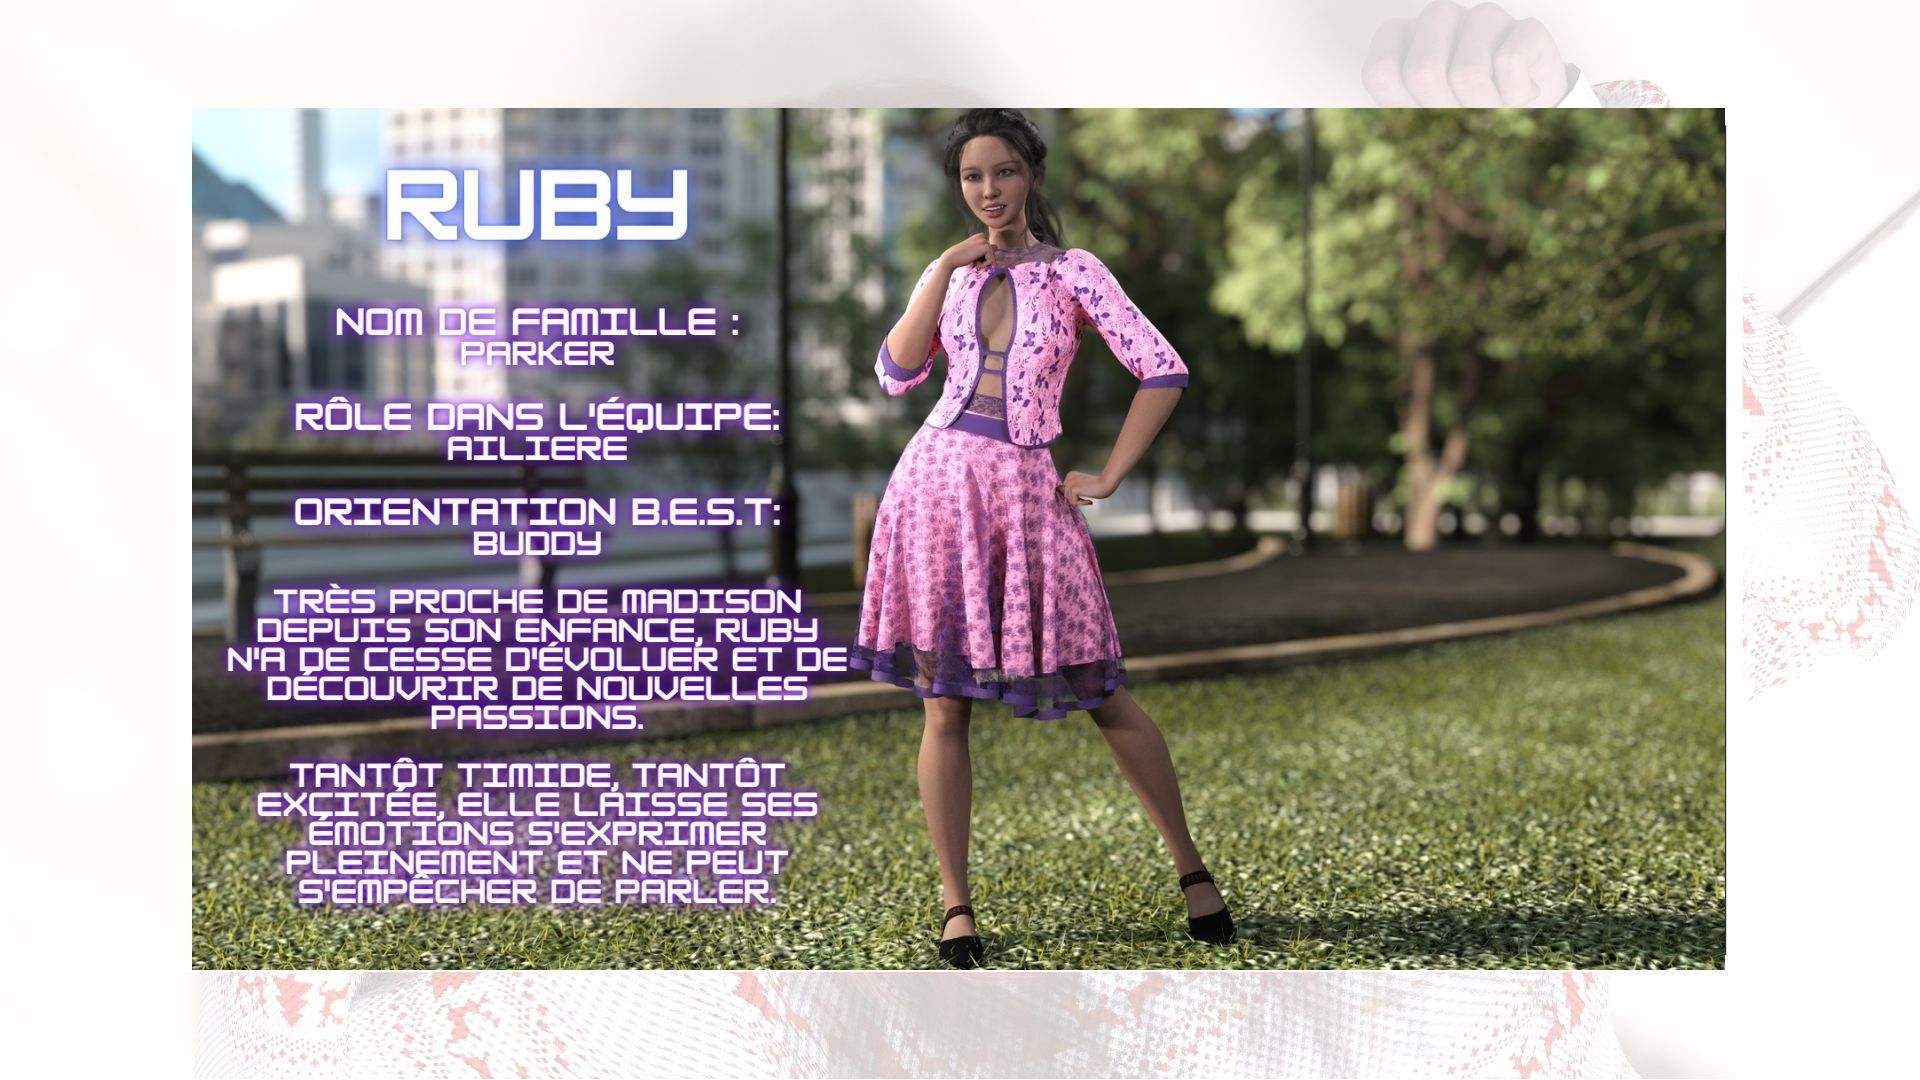 RUBY
NOM DE FAMILLE :
PARKER
RÔLE DANS L'ÉQUIPE:
AILIERE
ORIENTATION B.E.S.T:
BUDDY
TRÈS PROCHE DE MADISON
DEPUIS SON ENFANCE, RUBY
N'A DE CESSE D'ÉVOLUER ET DE
DÉCOUVRIR DE NOUVELLES
PASSIONS.
TANTÔT TIMIDE, TANTÔT
EXCITÉE, ELLE LAISSE SES
ÉMOTIONS S'EXPRIMER
PLEINEMENT ET NE PEUT
S'EMPÊCHER DE PARLER.